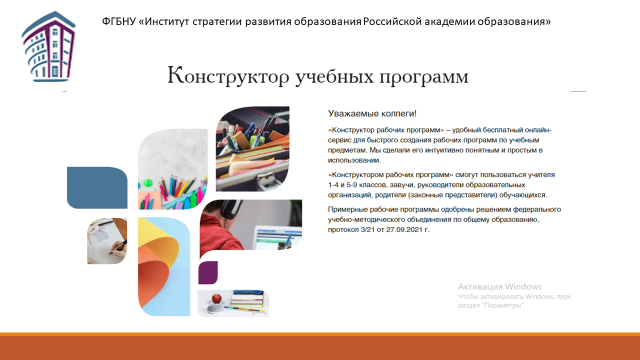 ФГБНУ «Институт стратегии развития образования Российской академии образования»
Конструктор учебных программ
Уважаемые коллеги!
«Конструктор рабочих программ» – удобный бесплатный онлайн-
сервис для быстрого создания рабочих программ по учебным
предметам. Мы сделали его интуитивно понятным и простым в
использовании.
«Конструктором рабочих программ» смогут пользоваться учителя
1-4 и 5-9 классов, завучи, руководители образовательных
организаций, родители (законные представители) обучающихся.
Примерные рабочие программы одобрены решением федерального
учебно-методического объединения по общему образованию,
протокол 3/21 от 27.09.2021 г.
Активация Windows
Чтобы активировать Windows, пере
раздел "Параметры".